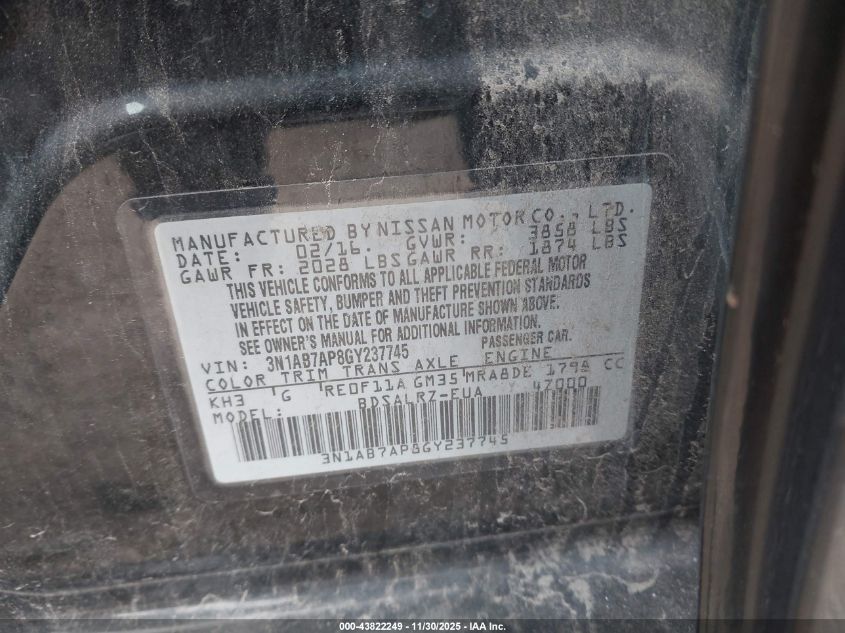 MANUFACTURED BY NISSAN MOTOR CO., LTD.
DATE: 02/16. GVWR: 3858 LBS
GAWR FR: 2028 LBS GAWR RR: 1874 LBS
THIS VEHICLE CONFORMS TO ALL APPLICABLE FEDERAL MOTOR
VEHICLE SAFETY, BUMPER AND THEFT PREVENTION STANDARDS
IN EFFECT ON THE DATE OF MANUFACTURE SHOWN ABOVE.
SEE OWNER'S MANUAL FOR ADDITIONAL INFORMATION.
VIN: 3N1AB7AP8GY237745 PASSENGER CAR.
COLOR TRIM TRANS AXLE ENGINE
KH3 G RE0F11A GM35 MRA8DE 1798 CC
MODEL: BDSALRZ-EUA 47000
3N1AB7AP8GY237745
000-43822249 - 11/30/2025 - IAA Inc.